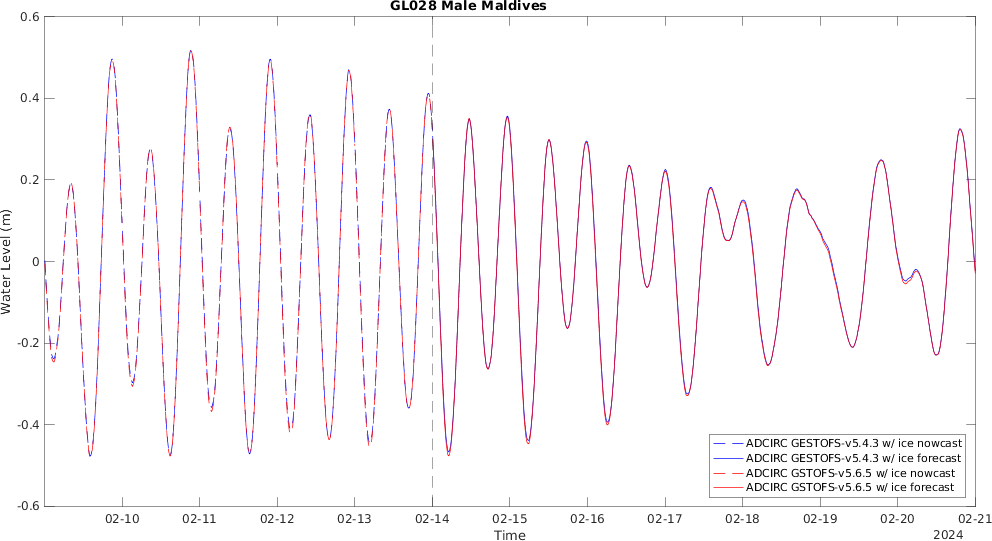 GL028 Male Maldives
Water Level (m)
0.6
0.4
0.2
0
-0.2
-0.4
-0.6
ADCIRC GESTOFS-v5.4.3 w/ ice nowcast
ADCIRC GESTOFS-v5.4.3 w/ ice forecast
ADCIRC GSTOFS-v5.6.5 w/ ice nowcast
ADCIRC GSTOFS-v5.6.5 w/ ice forecast
02-10 02-11 02-12 02-13 02-14 02-15 02-16 02-17 02-18 02-19 02-20 02-21
Time
2024